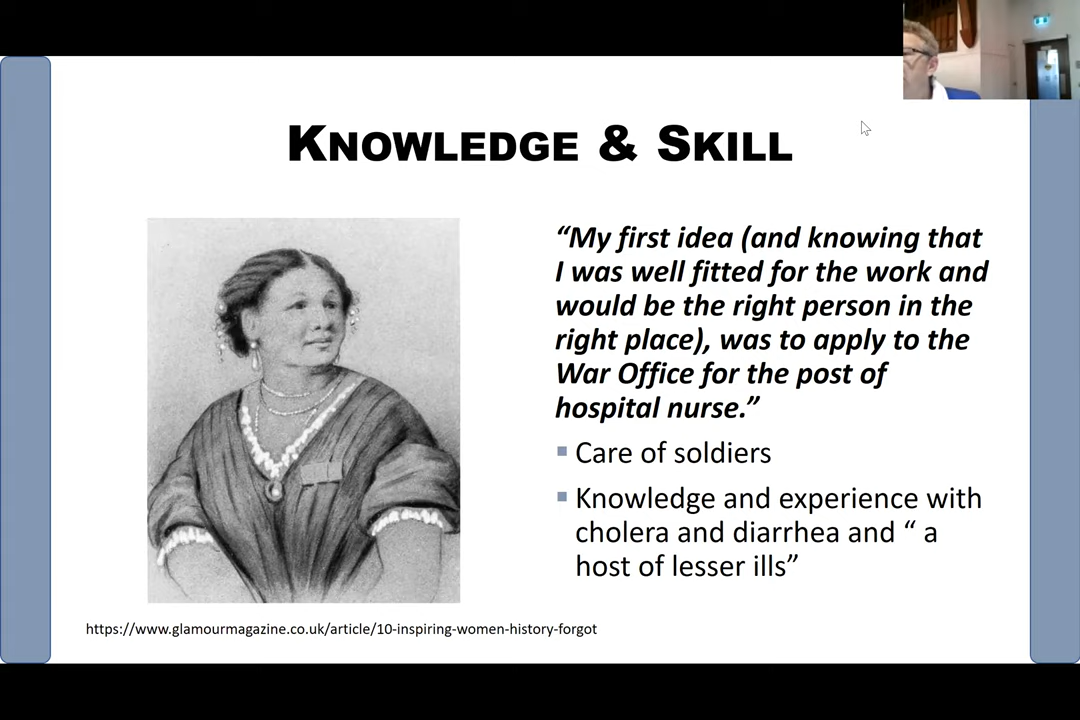 KNOWLEDGE & SKILL
“My first idea (and knowing that
I was well fitted for the work and
would be the right person in the
right place), was to apply to the
War Office for the post of
hospital nurse.”
▪ Care of soldiers
▪ Knowledge and experience with
cholera and diarrhea and “ a
host of lesser ills”
https://www.glamourmagazine.co.uk/article/10-inspiring-women-history-forgot